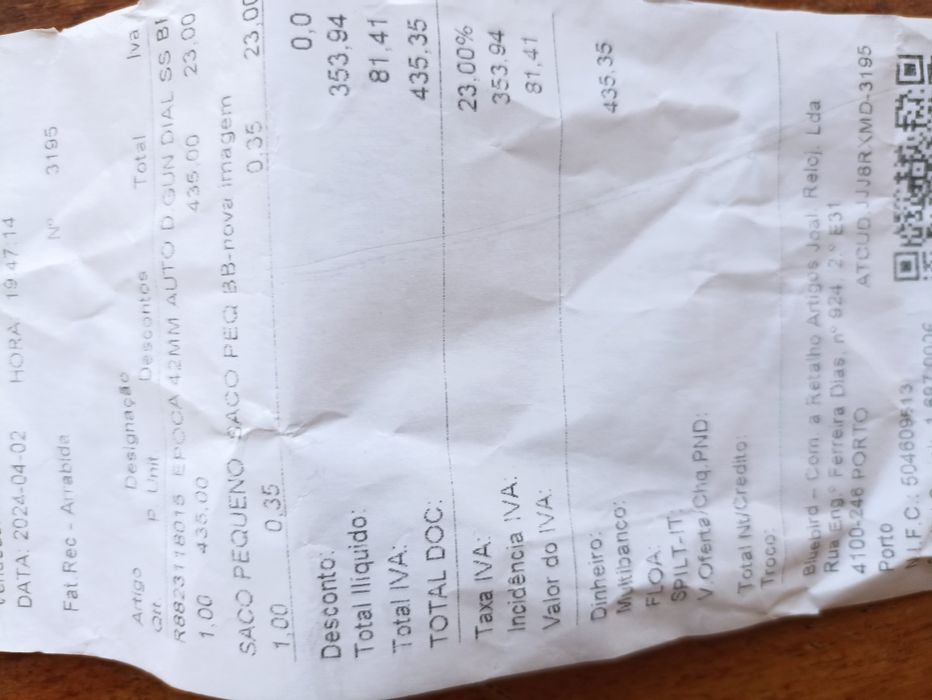 DATA: 2024-04-02 HORA 19:47:14
Fat.Rec - Arrabida Nº 3195
Artigo Designação
Qtt P. Unit. Descontos Total Iva
R8823118015 EPOCA 42MM AUTO D GUN DIAL SS BI
1,00 435,00 435,00 23,00
SACO PEQUENO SACO PEQ BB-nova imagem
1,00 0,35 0,35 23,00
Desconto: 0,0
Total Iliquido: 353,94
Total IVA: 81,41
TOTAL DOC: 435,35
Taxa IVA: 23,00%
Incidência IVA: 353,94
Valor do IVA: 81,41
Dinheiro:
Multibanco: 435,35
FLOA:
SPILT-IT:
V.Oferta/Chq.PND:
Total Nt/Credito:
Troco:
Bluebird – Com. a Retalho Artigos Joal. Reloj. Lda
Rua Eng.º Ferreira Dias, nº 924, 2.º E31
4100-246 PORTO ATCUD:JJJ8RXMD-3195
Porto
N.I.F.C.: 504609513